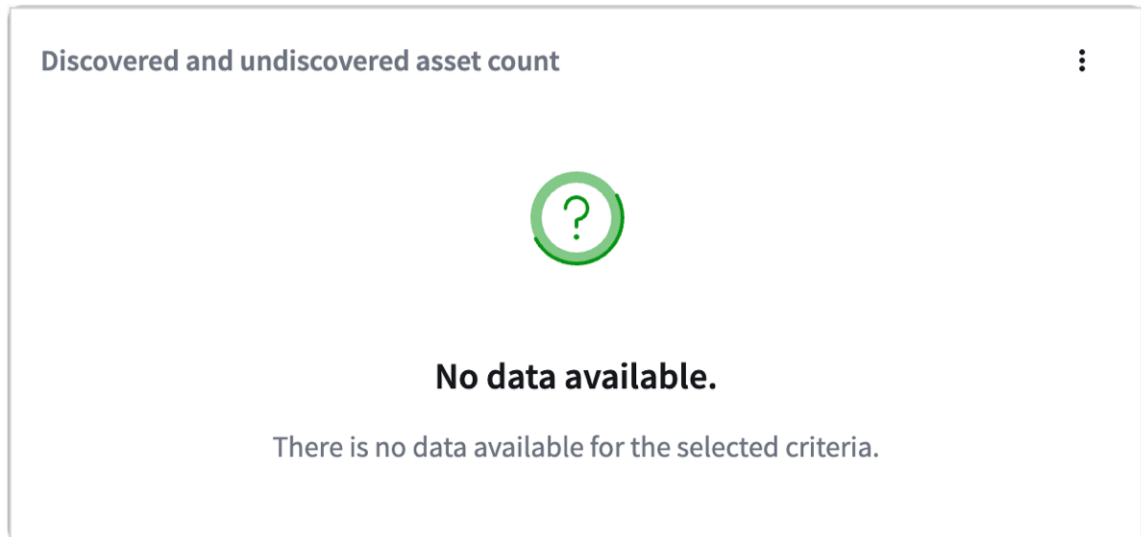 Discovered and undiscovered asset count
?
No data available.
There is no data available for the selected criteria.